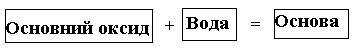 Основний оксид + Вода = Основа